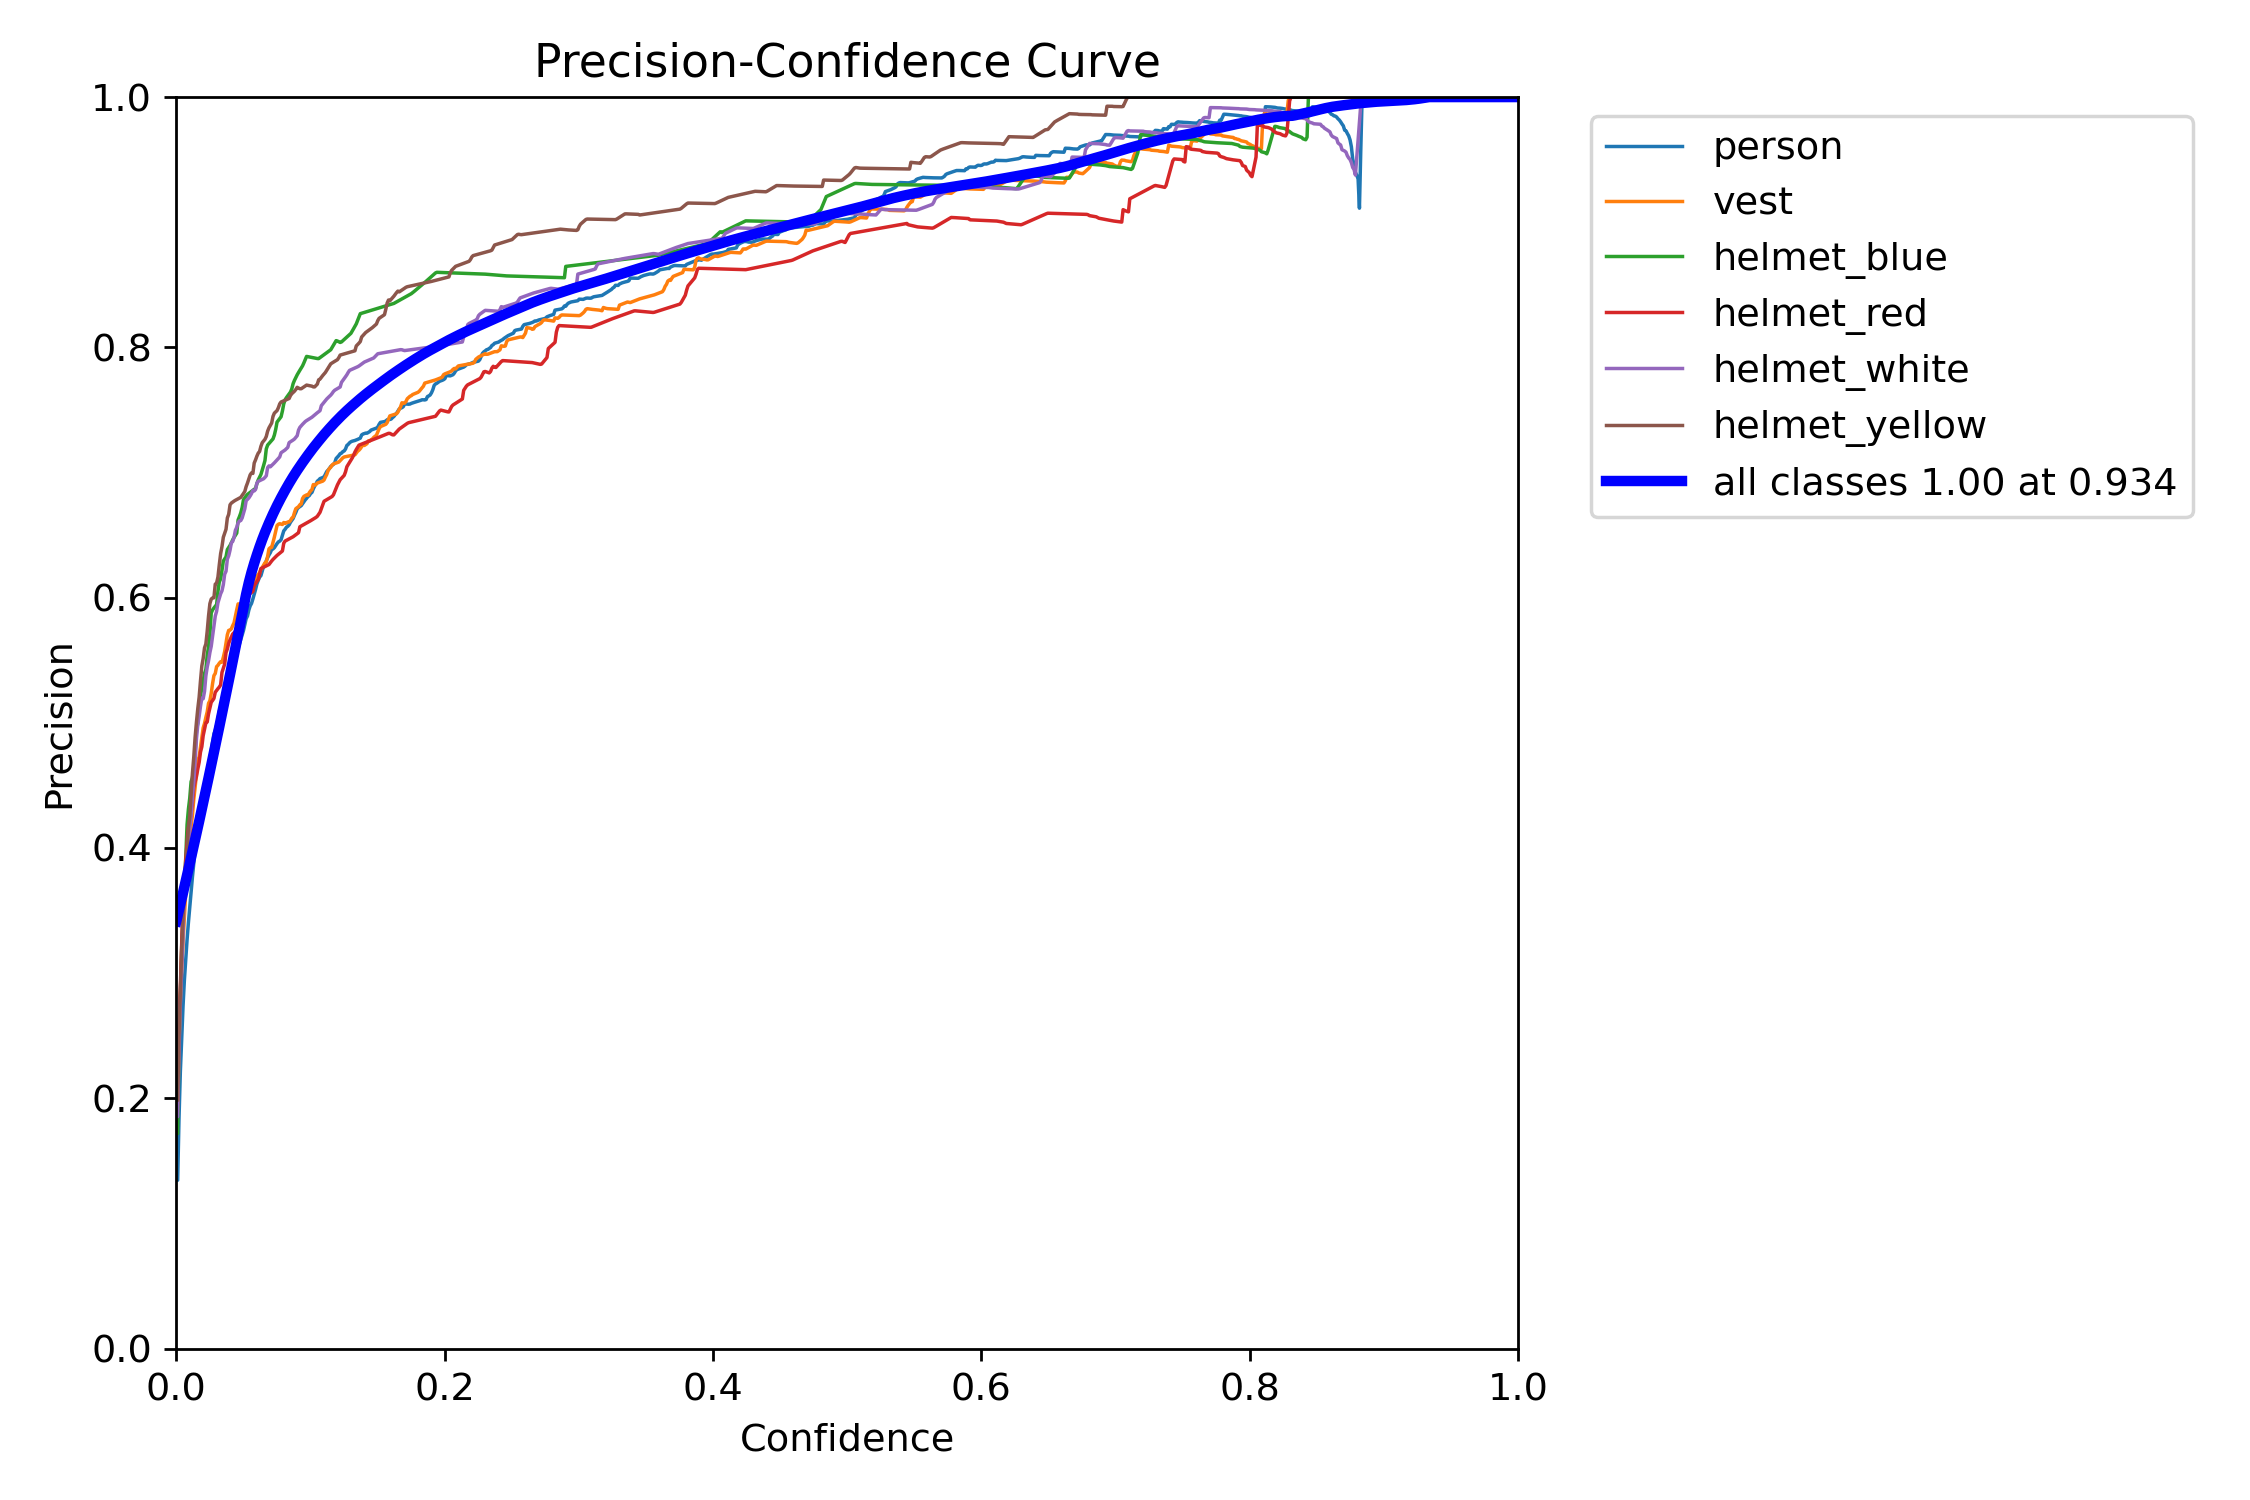 Precision-Confidence Curve
1.0
0.8
0.6
0.4
0.2
0.0
Precision
0.0 0.2 0.4 0.6 0.8 1.0
Confidence
person
vest
helmet_blue
helmet_red
helmet_white
helmet_yellow
all classes 1.00 at 0.934